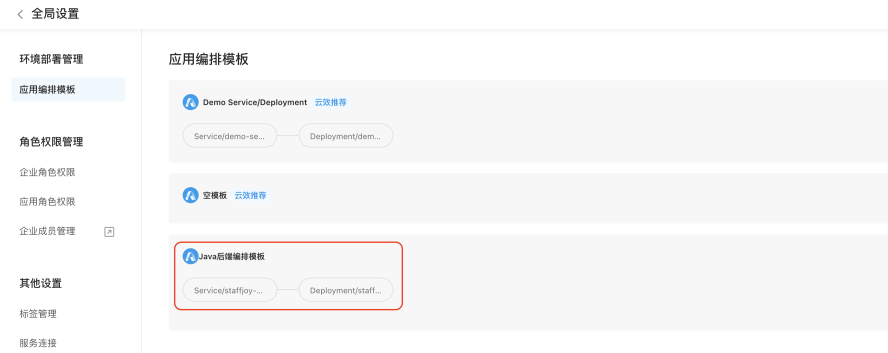 全局设置
环境部署管理
应用编排模板
角色权限管理
企业角色权限
应用角色权限
企业成员管理
其他设置
标签管理
服务连接
应用编排模板
Demo Service/Deployment 云效推荐
Service/demo-se... Deployment/dem...
空模板 云效推荐
Java后端编排模板
Service/staffjoy-... Deployment/staff...